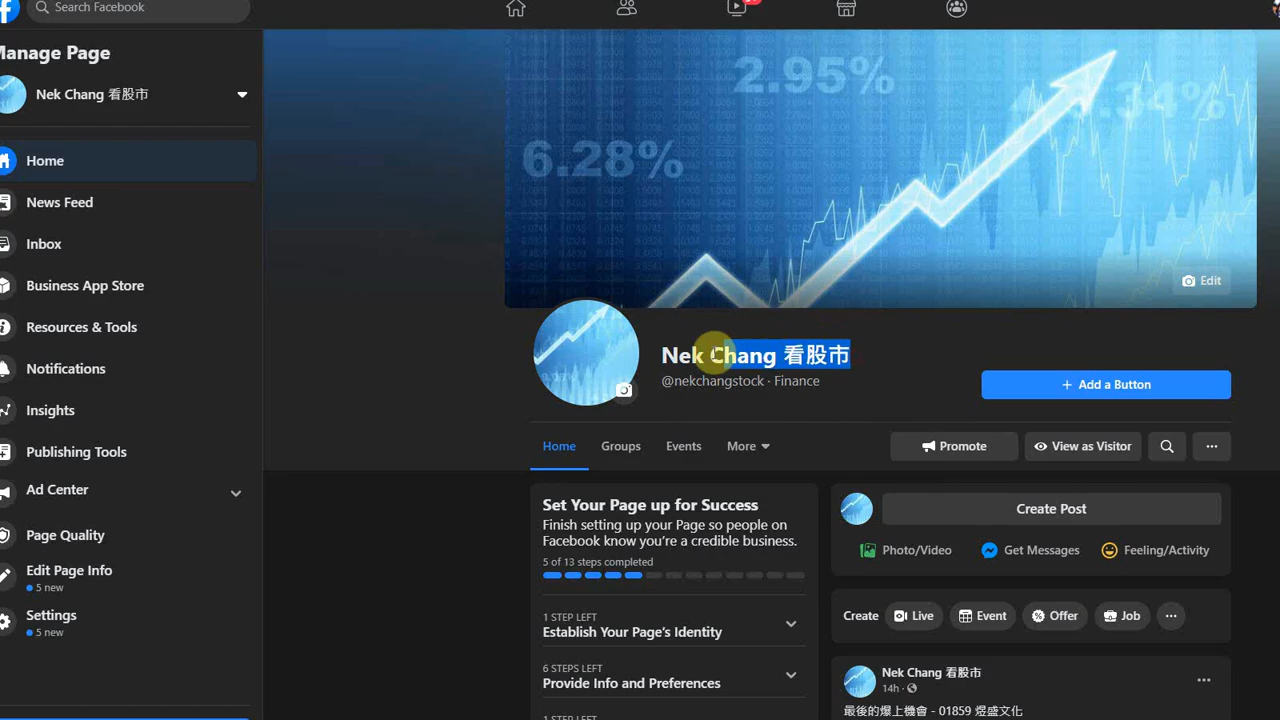 Search Facebook
Manage Page
Nek Chang 看股市
Home
News Feed
Inbox
Business App Store
Resources & Tools
Notifications
Insights
Publishing Tools
Ad Center
Page Quality
Edit Page Info
5 new
Settings
5 new
2.95%
6.28%
Edit
Nek Chang 看股市
@nekchangstock · Finance
+ Add a Button
Home Groups Events More
Promote View as Visitor ...
Set Your Page up for Success
Finish setting up your Page so people on
Facebook know you're a credible business.
5 of 13 steps completed
1 STEP LEFT
Establish Your Page's Identity
6 STEPS LEFT
Provide Info and Preferences
Create Post
Photo/Video Get Messages Feeling/Activity
Create Live Event Offer Job ...
Nek Chang 看股市
14h ·
最後的爆上機會 - 01859 煜盛文化